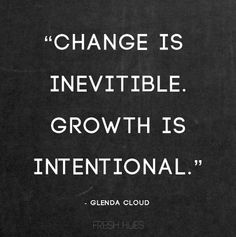 “CHANGE IS
INEVITIBLE.
GROWTH IS
INTENTIONAL.”
- GLENDA CLOUD
FRESH HUES